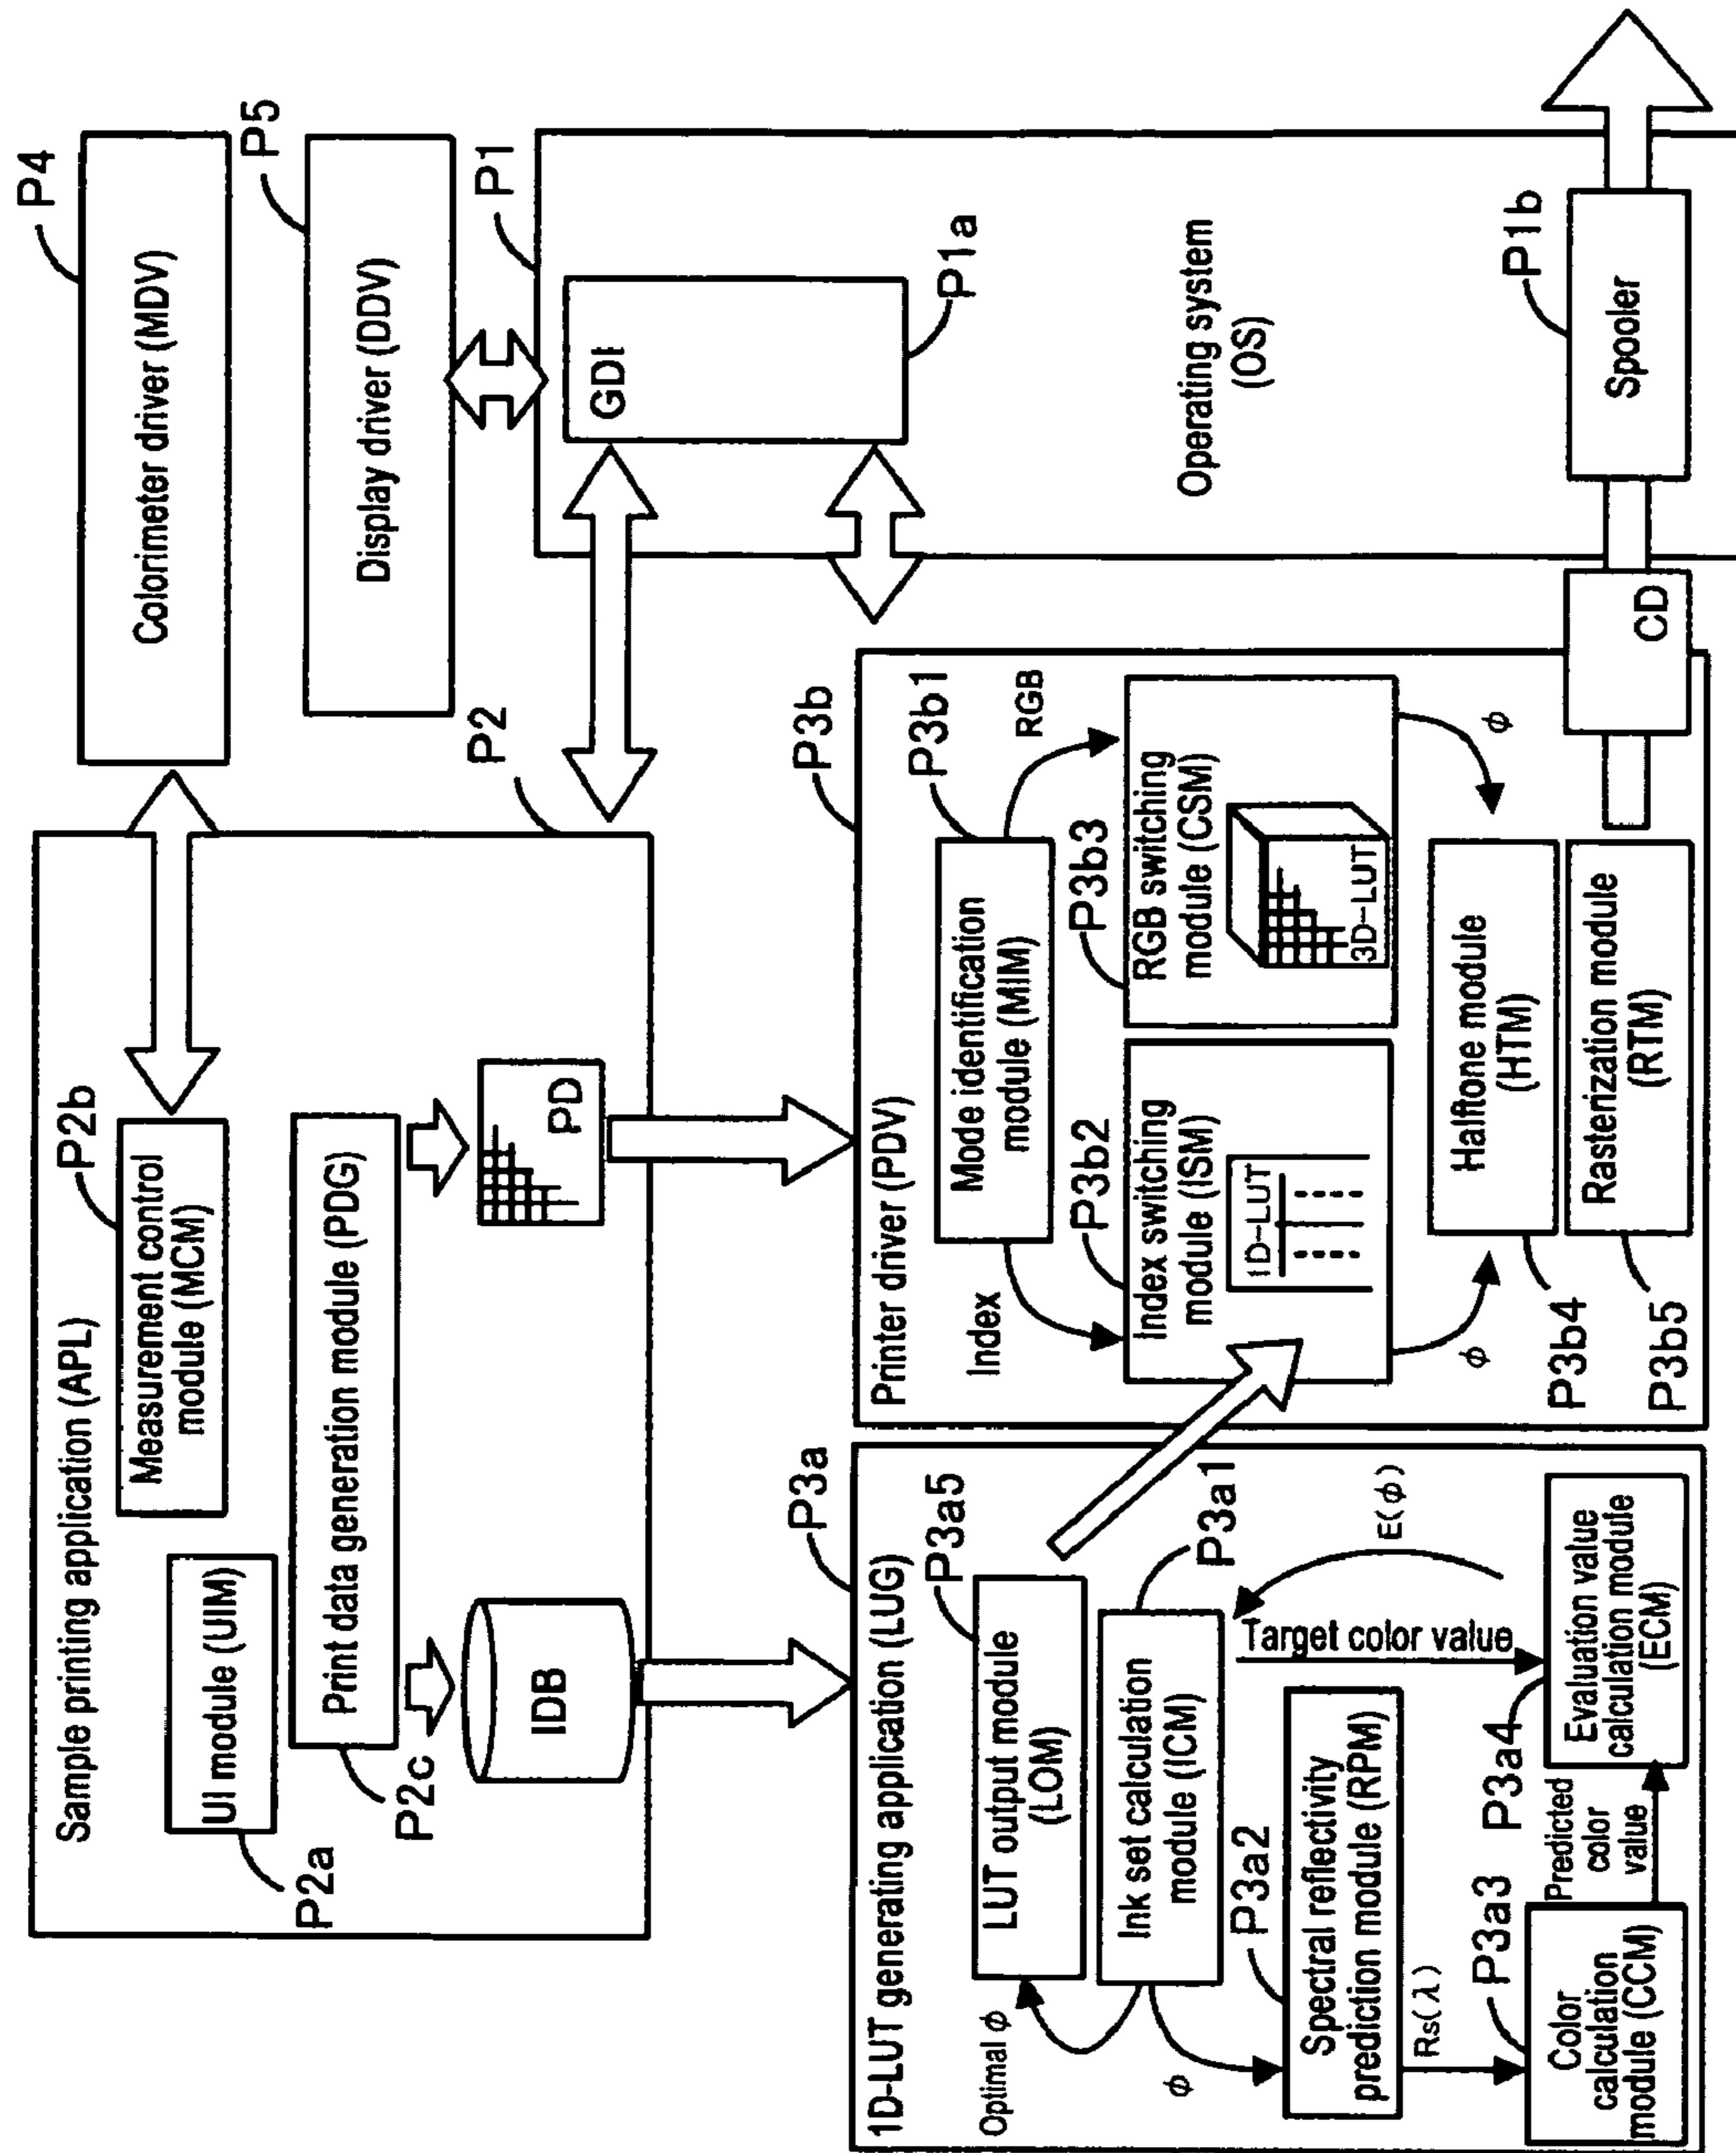 P4
Colorimeter driver (MDV)
P5
Display driver (DDV)
P1
GDI
P1a
Operating system
(OS)
P1b
Spooler
CD
P2
Sample printing application (APL)
P2b
Measurement control
module (MCM)
P2a
UI module (UIM)
P2c
Print data generation module (PDG)
IDB
PD
P3b
Printer driver (PDV)
P3b1
Mode identification
module (MIM)
Index
RGB
P3b2
Index switching
module (ISM)
1D-LUT
P3b3
RGB switching
module (CSM)
3D-LUT
ϕ
ϕ
P3b4
Halftone module
(HTM)
P3b5
Rasterization module
(RTM)
P3a
1D-LUT generating application (LUG)
P3a5
LUT output module
(LOM)
Optimal ϕ
P3a1
Ink set calculation
module (ICM)
E(ϕ)
Target color value
ϕ
P3a2
Spectral reflectivity
prediction module (RPM)
Rs(λ)
P3a3
Color
calculation
module (CCM)
Predicted
color
value
P3a4
Evaluation value
calculation module
(ECM)